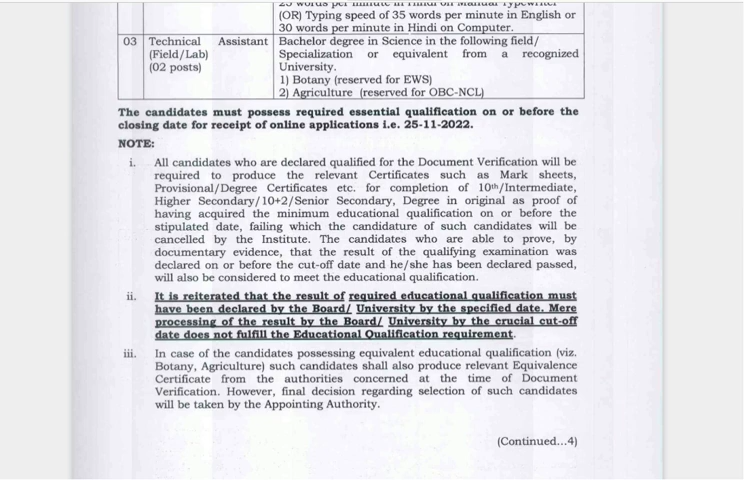 25 words per minute in Hindi on Manual Typewriter
(OR) Typing speed of 35 words per minute in English or
30 words per minute in Hindi on Computer.
03 Technical Assistant Bachelor degree in Science in the following field/
(Field/Lab) Specialization or equivalent from a recognized
(02 posts) University.
1) Botany (reserved for EWS)
2) Agriculture (reserved for OBC-NCL)
The candidates must possess required essential qualification on or before the
closing date for receipt of online applications i.e. 25-11-2022.
NOTE:
i. All candidates who are declared qualified for the Document Verification will be
required to produce the relevant Certificates such as Mark sheets,
Provisional/Degree Certificates etc. for completion of 10th/Intermediate,
Higher Secondary/10+2/Senior Secondary, Degree in original as proof of
having acquired the minimum educational qualification on or before the
stipulated date, failing which the candidature of such candidates will be
cancelled by the Institute. The candidates who are able to prove, by
documentary evidence, that the result of the qualifying examination was
declared on or before the cut-off date and he/she has been declared passed,
will also be considered to meet the educational qualification.
ii. It is reiterated that the result of required educational qualification must
have been declared by the Board/ University by the specified date. Mere
processing of the result by the Board/ University by the crucial cut-off
date does not fulfill the Educational Qualification requirement.
iii. In case of the candidates possessing equivalent educational qualification (viz.
Botany, Agriculture) such candidates shall also produce relevant Equivalence
Certificate from the authorities concerned at the time of Document
Verification. However, final decision regarding selection of such candidates
will be taken by the Appointing Authority.
(Continued...4)